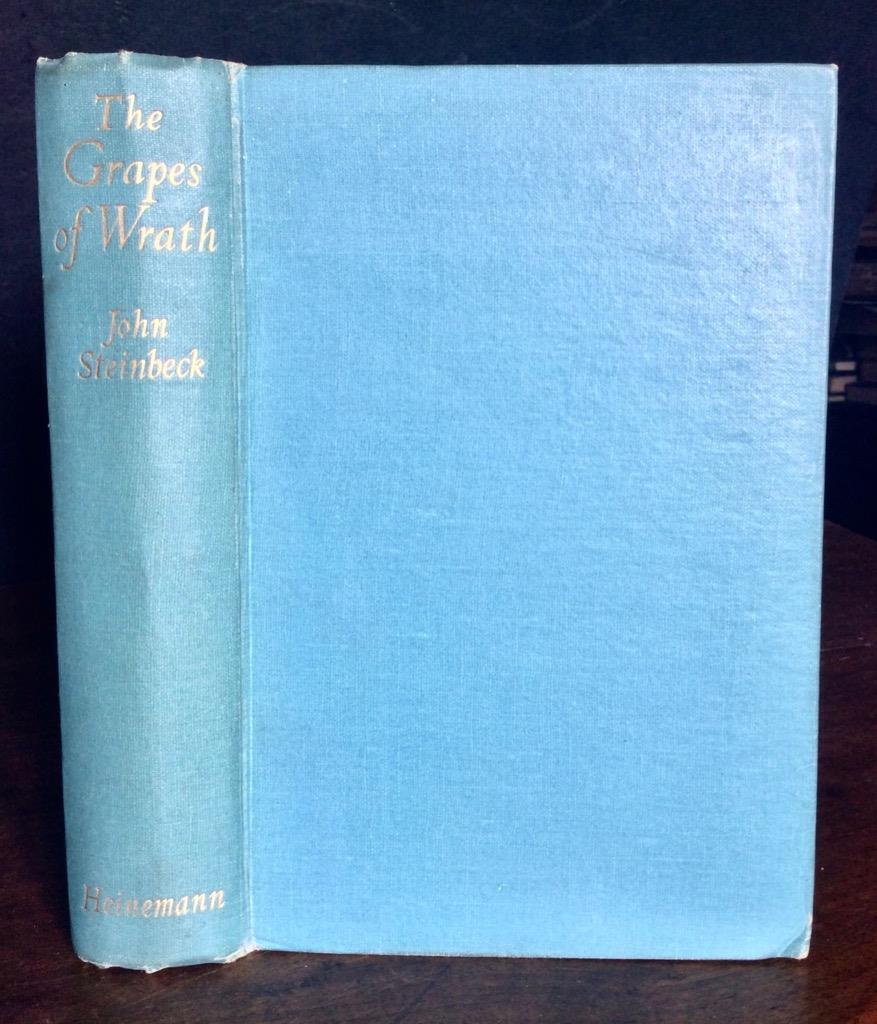 The
Grapes
of Wrath
John
Steinbeck
Heinemann